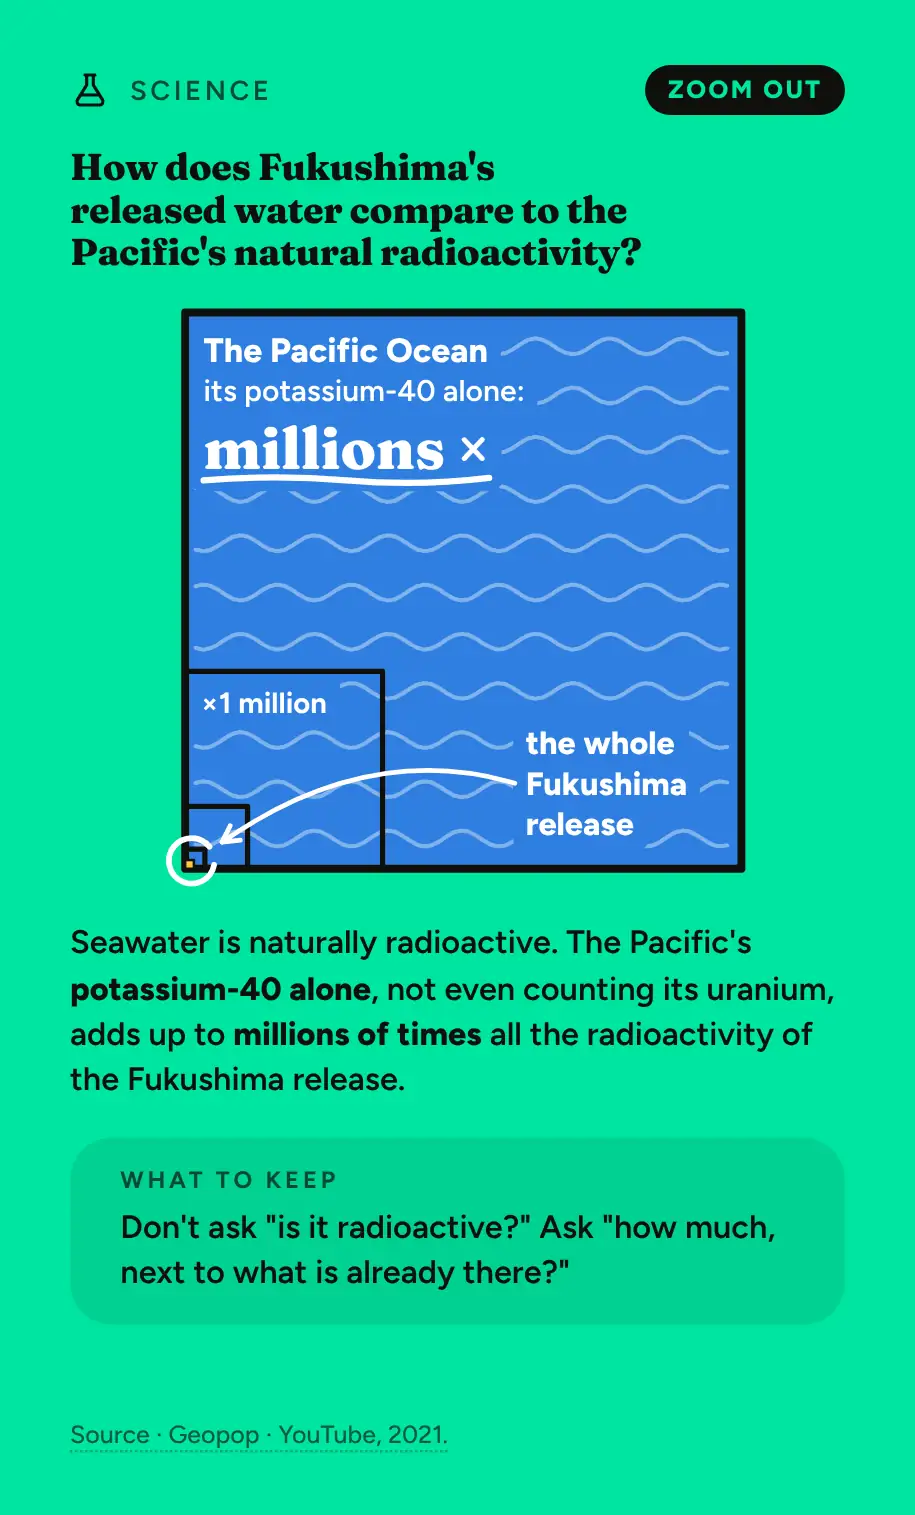 SCIENCE
ZOOM OUT
How does Fukushima's
released water compare to the
Pacific's natural radioactivity?
The Pacific Ocean
its potassium-40 alone:
millions ×
×1 million
the whole
Fukushima
release
Seawater is naturally radioactive. The Pacific's
potassium-40 alone, not even counting its uranium,
adds up to millions of times all the radioactivity of
the Fukushima release.
WHAT TO KEEP
Don't ask "is it radioactive?" Ask "how much,
next to what is already there?"
Source · Geopop · YouTube, 2021.